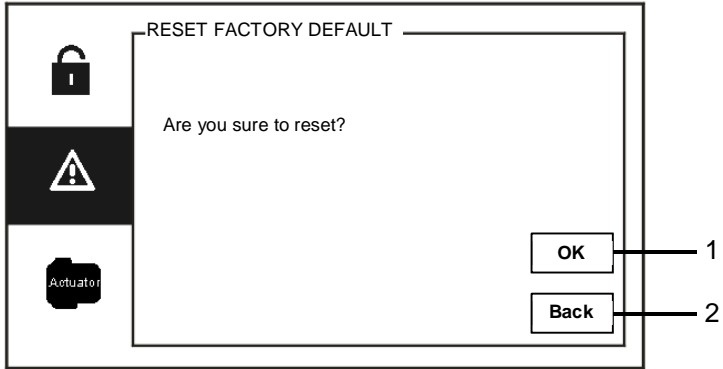 RESET FACTORY DEFAULT
Are you sure to reset?
OK
1
Actuator
Back
2